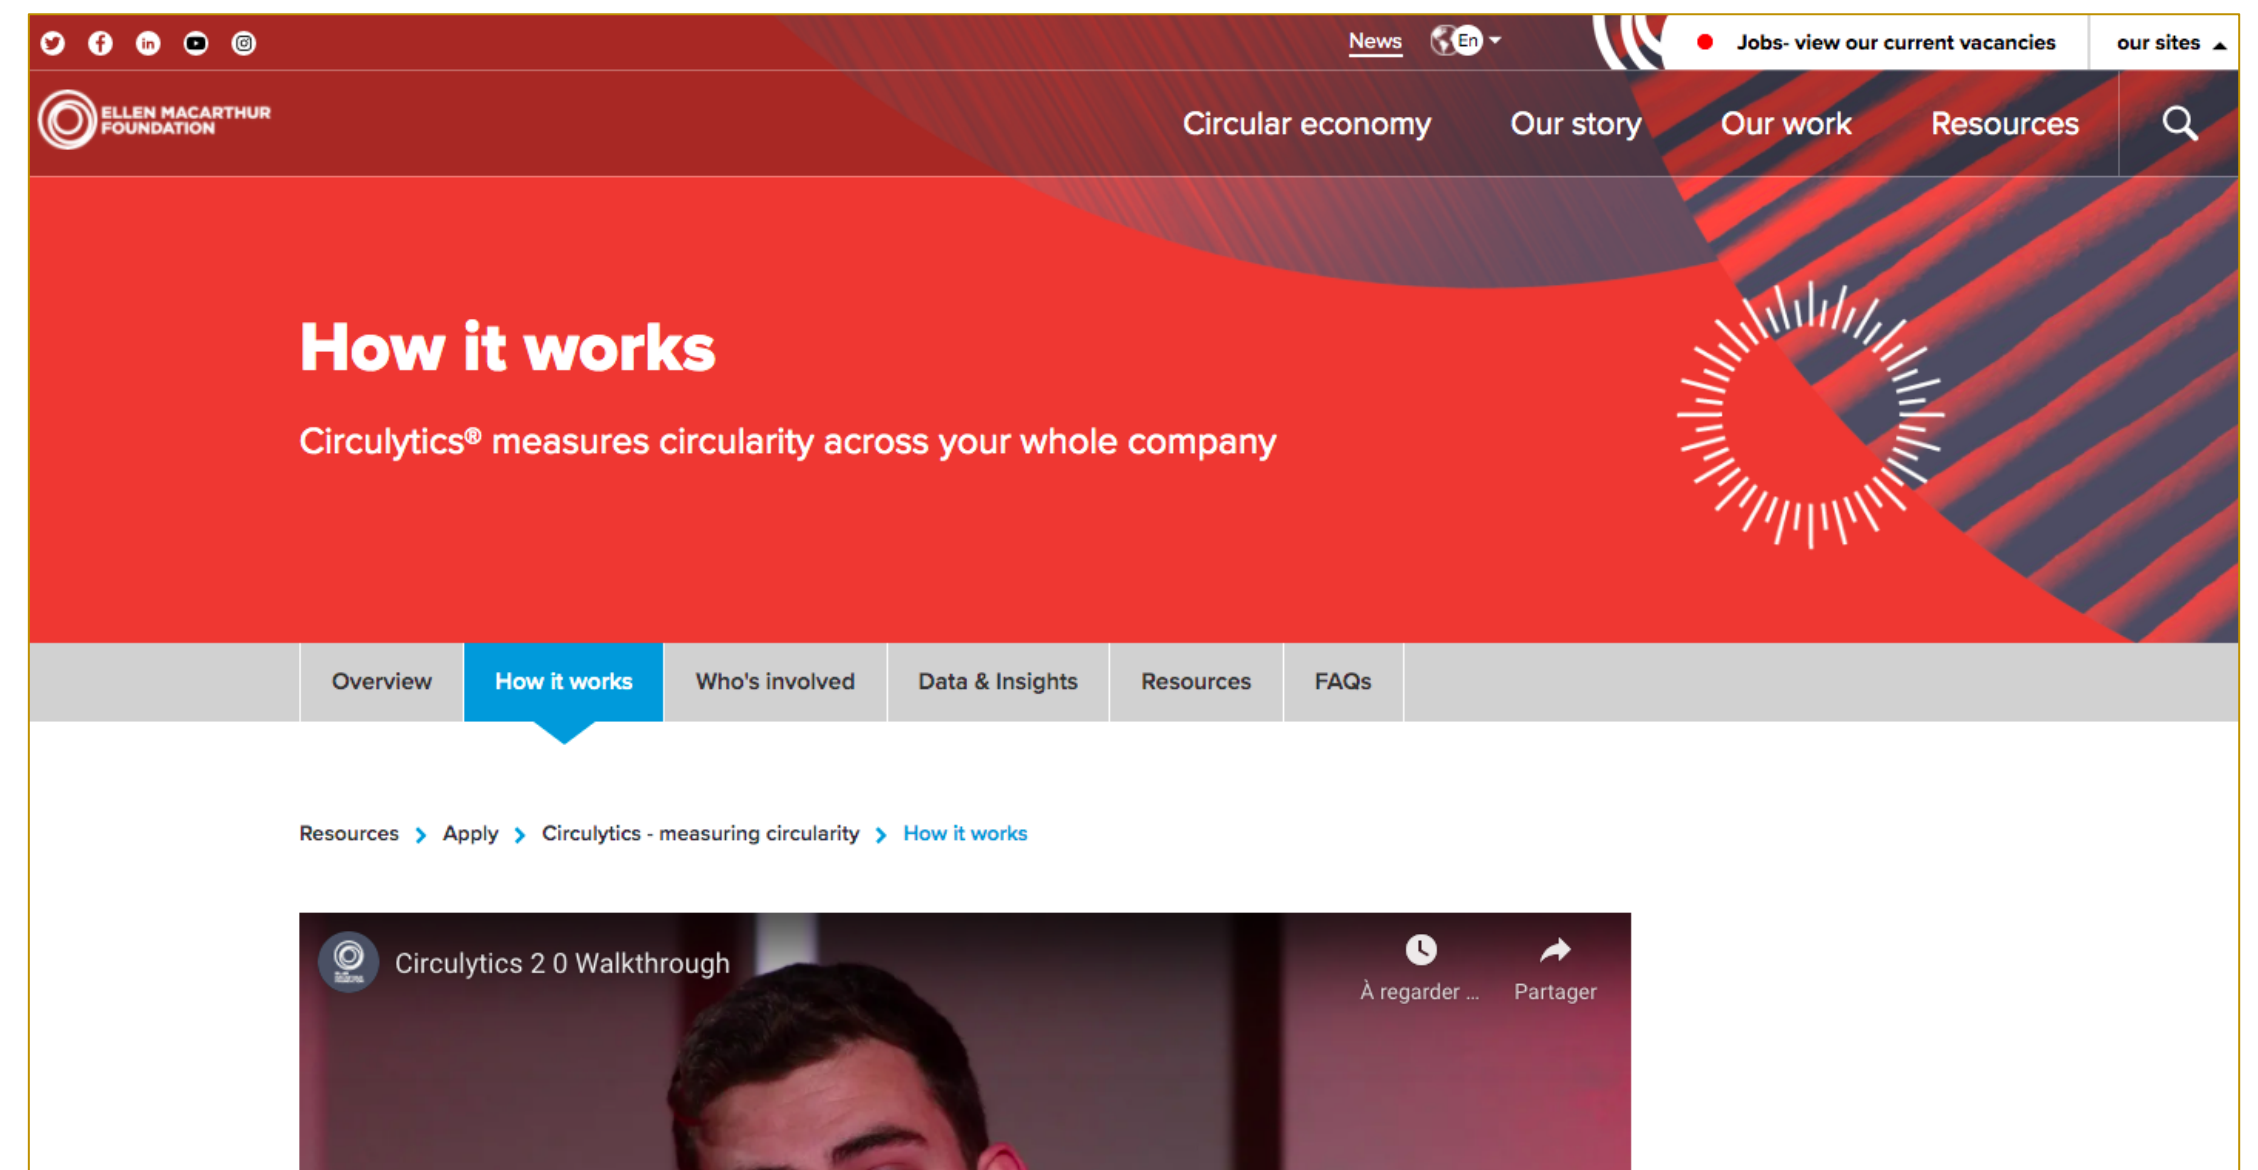 News En Jobs- view our current vacancies our sites
ELLEN MACARTHUR
FOUNDATION
Circular economy Our story Our work Resources
How it works
Circulytics® measures circularity across your whole company
Overview How it works Who's involved Data & Insights Resources FAQs
Resources Apply Circulytics - measuring circularity How it works
Circulytics 2 0 Walkthrough
À regarder ... Partager